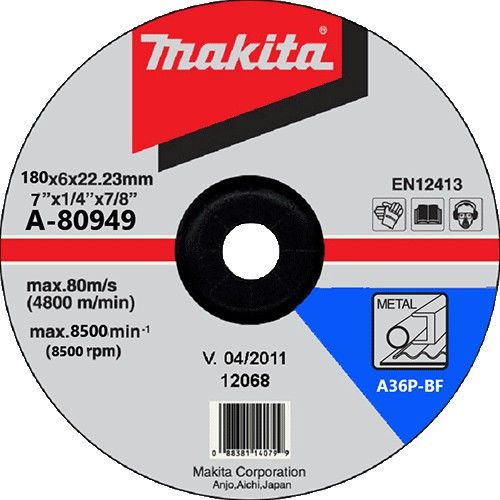 Makita
180x6x22.23mm
7"x1/4"x7/8"
A-80949
EN12413
max.80m/s
(4800 m/min)
max.8500min⁻¹
(8500 rpm)
METAL
A36P-BF
V. 04/2011
12068
0 88381 14079 9
Makita Corporation
Anjo,Aichi,Japan